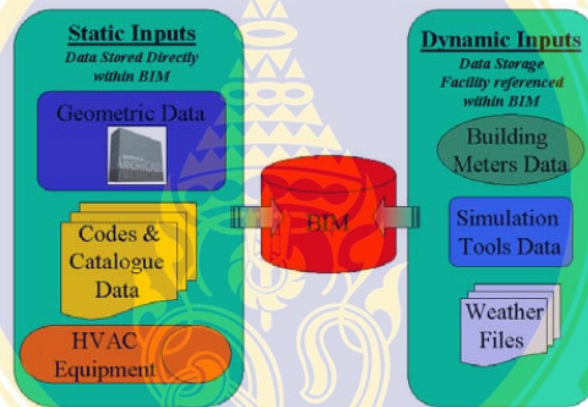 Static Inputs
Data Stored Directly
within BIM
Geometric Data
ARCHICAD
Codes &
Catalogue
Data
HVAC
Equipment
BIM
Dynamic Inputs
Data Storage
Facility referenced
within BIM
Building
Meters Data
Simulation
Tools Data
Weather
Files